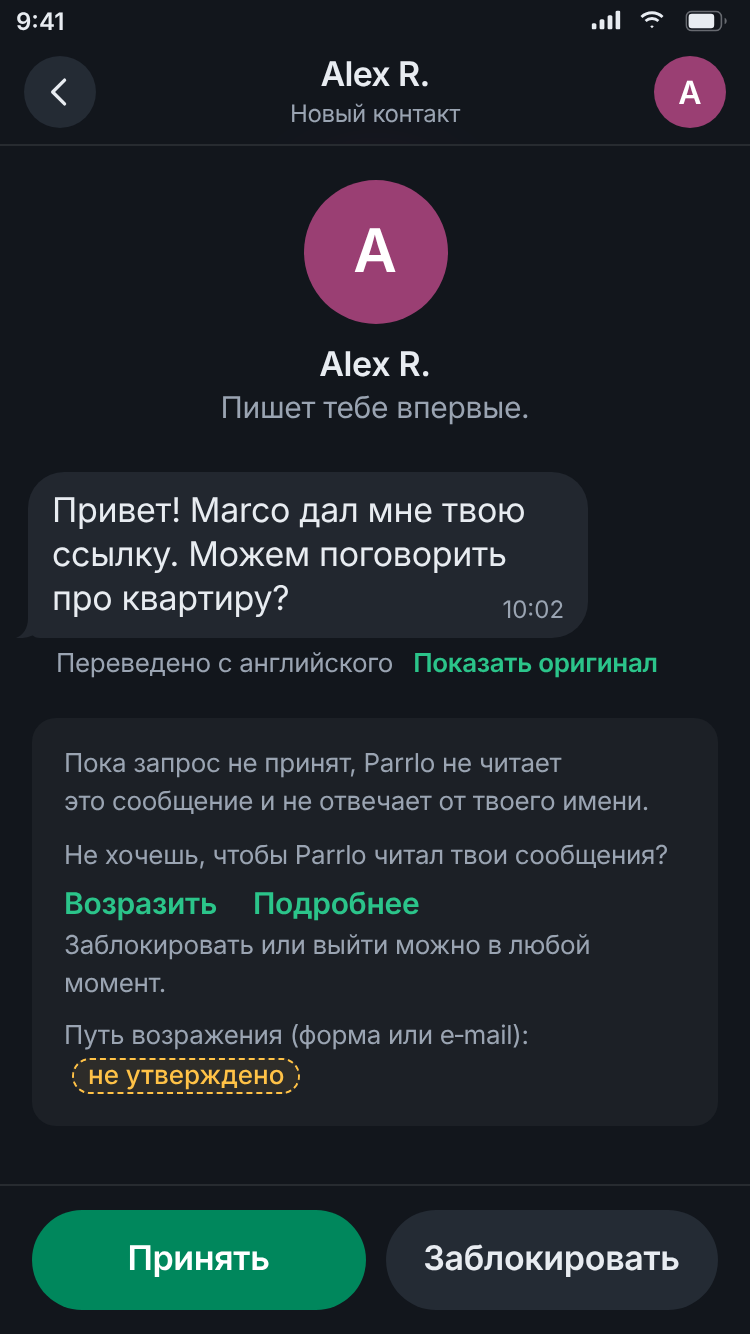 9:41
Alex R.
Новый контакт
A
A
Alex R.
Пишет тебе впервые.
Привет! Marco дал мне твою
ссылку. Можем поговорить
про квартиру?
10:02
Переведено с английского Показать оригинал
Пока запрос не принят, Parrlo не читает
это сообщение и не отвечает от твоего имени.
Не хочешь, чтобы Parrlo читал твои сообщения?
Возразить Подробнее
Заблокировать или выйти можно в любой
момент.
Путь возражения (форма или e-mail):
не утверждено
Принять Заблокировать